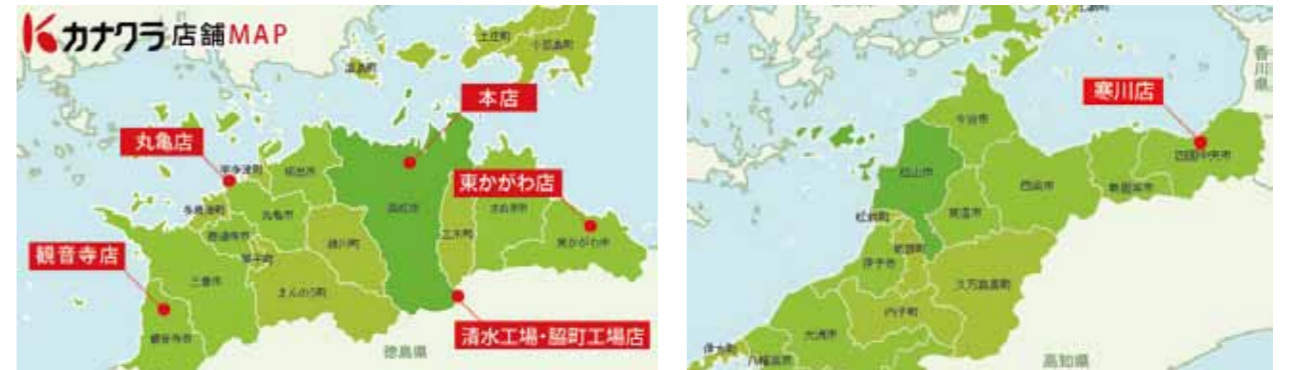 カナクラ店舗MAP
土庄町
小豆島町
直島町
本店
丸亀店
宇多津町
坂出市
高松市
東かがわ店
多度津町
丸亀市
さぬき市
善通寺市
綾川町
三木町
東かがわ市
観音寺店
琴平町
三豊市
まんのう町
観音寺市
清水工場・脇町工場店
徳島県
香川県
寒川店
今治市
四国中央市
松山市
西条市
新居浜市
松前町
東温市
砥部町
伊予市
久万高原町
内子町
大洲市
伊方町
八幡浜市
高知県